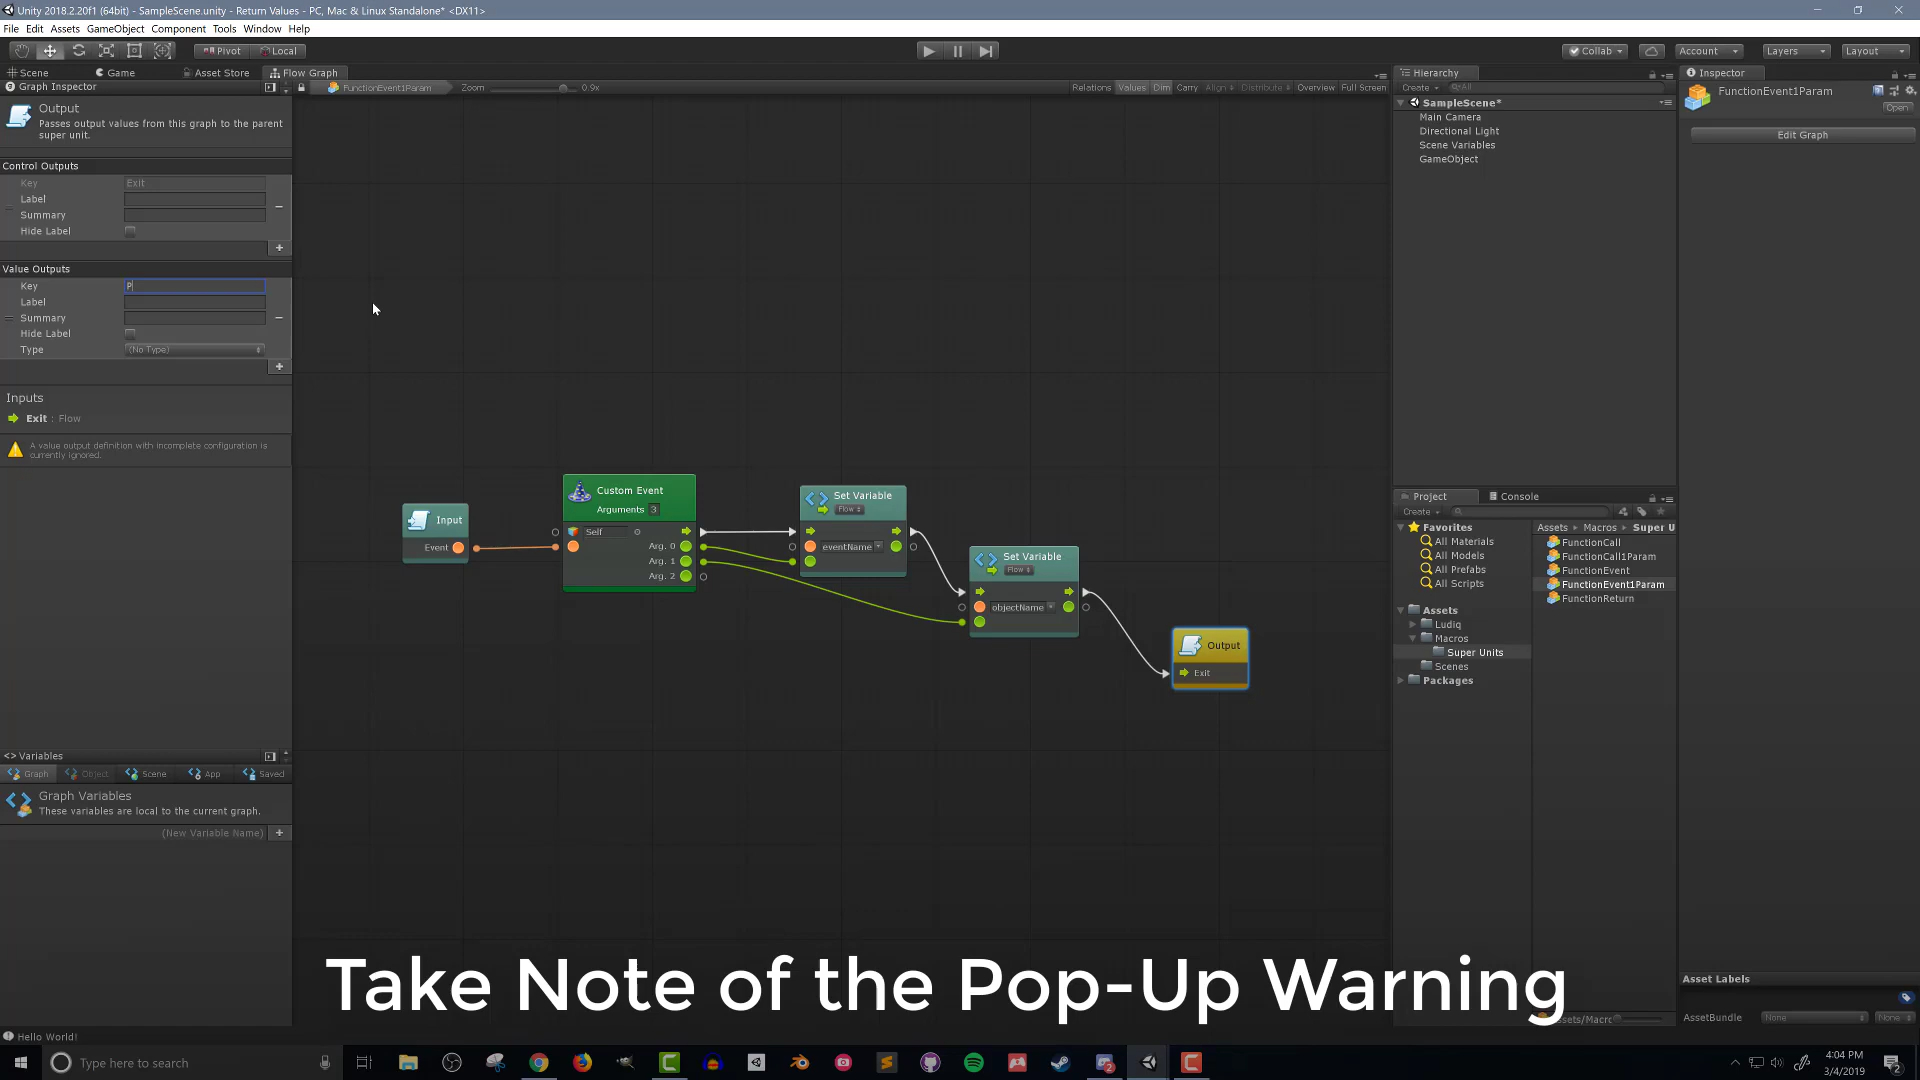 Unity 2018.2.20f1 (64bit) - SampleScene.unity - Return Values - PC, Mac & Linux Standalone* <DX11>
File Edit Assets GameObject Component Tools Window Help
Pivot Local Collab Account Layers Layout
Scene Game Asset Store Flow Graph
Graph Inspector
FunctionEvent1Param Zoom 0.9x Relations Values Dim Carry Align Distribute Overview Full Screen
Output
Passes output values from this graph to the parent
super unit.
Control Outputs
Key Exit
Label
Summary
Hide Label
Value Outputs
Key P
Label
Summary
Hide Label
Type (No Type)
Inputs
Exit : Flow
A value output definition with incomplete configuration is
currently ignored.
<> Variables
Graph Object Scene App Saved
Graph Variables
These variables are local to the current graph.
(New Variable Name) +
Input
Event
Custom Event
Arguments 3
Self
Arg. 0
Arg. 1
Arg. 2
Set Variable
Flow
eventName
Set Variable
Flow
objectName
Output
Exit
Hierarchy
Create All
SampleScene*
Main Camera
Directional Light
Scene Variables
GameObject
Project Console
Create
Favorites
All Materials
All Models
All Prefabs
All Scripts
Assets
Ludiq
Macros
Super Units
Scenes
Packages
Assets Macros Super U
FunctionCall
FunctionCall1Param
FunctionEvent
FunctionEvent1Param
FunctionReturn
Inspector
FunctionEvent1Param
Open
Edit Graph
Asset Labels
AssetBundle None None
Take Note of the Pop-Up Warning
Hello World!
Type here to search
4:04 PM
3/4/2019